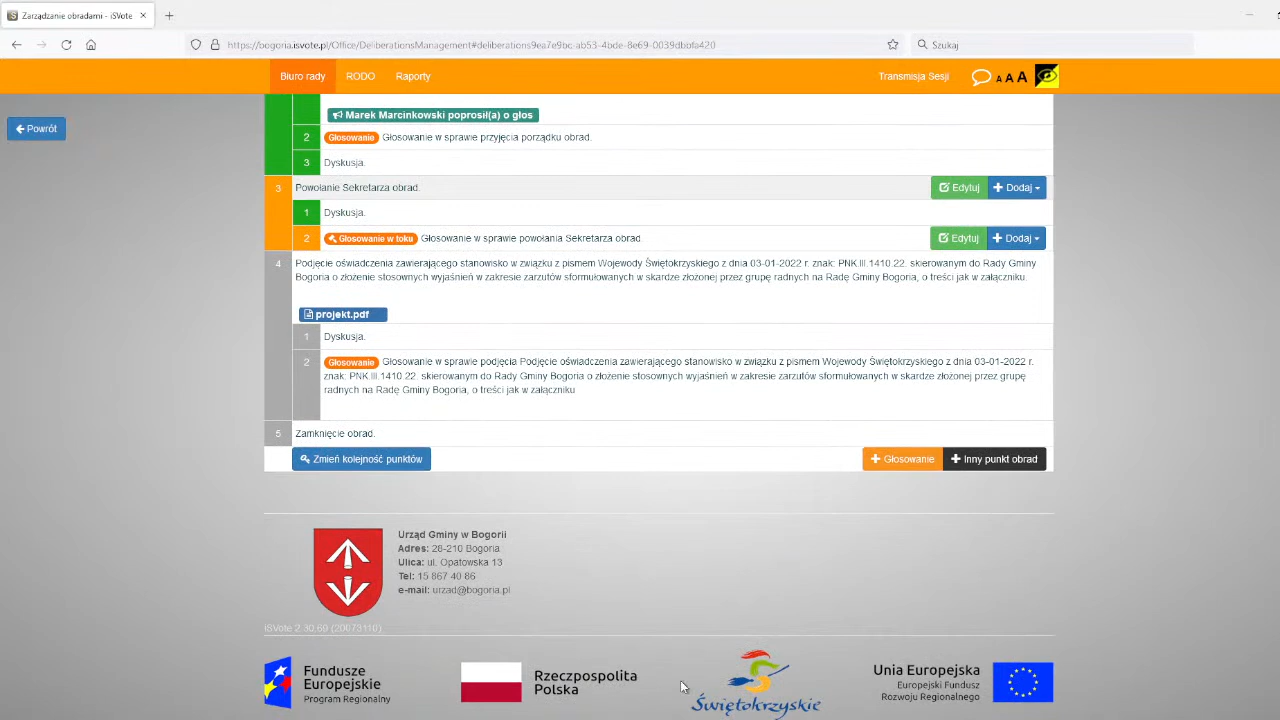 Zarządzanie obradami - iSVote
https://bogoria.isvote.pl/Office/DeliberationsManagement#deliberations9ea7e9bc-ab53-4bde-8e69-0039dbbfa420
Szukaj
Biuro rady RODO Raporty Transmisja Sesji A A A
Powrót
Marek Marcinkowski poprosił(a) o głos
2 Głosowanie Głosowanie w sprawie przyjęcia porządku obrad.
3 Dyskusja.
3 Powołanie Sekretarza obrad. Edytuj Dodaj
1 Dyskusja.
2 Głosowanie w toku Głosowanie w sprawie powołania Sekretarza obrad. Edytuj Dodaj
4 Podjęcie oświadczenia zawierającego stanowisko w związku z pismem Wojewody Świętokrzyskiego z dnia 03-01-2022 r. znak: PNK.III.1410.22. skierowanym do Rady Gminy
Bogoria o złożenie stosownych wyjaśnień w zakresie zarzutów sformułowanych w skardze złożonej przez grupę radnych na Radę Gminy Bogoria, o treści jak w załączniku.
projekt.pdf
1 Dyskusja.
2 Głosowanie Głosowanie w sprawie podjęcia Podjęcie oświadczenia zawierającego stanowisko w związku z pismem Wojewody Świętokrzyskiego z dnia 03-01-2022 r.
znak: PNK.III.1410.22. skierowanym do Rady Gminy Bogoria o złożenie stosownych wyjaśnień w zakresie zarzutów sformułowanych w skardze złożonej przez grupę
radnych na Radę Gminy Bogoria, o treści jak w załączniku
5 Zamknięcie obrad.
Zmień kolejność punktów Głosowanie Inny punkt obrad
Urząd Gminy w Bogorii
Adres: 28-210 Bogoria
Ulica: ul. Opatowska 13
Tel: 15 867 40 86
e-mail: urzad@bogoria.pl
iSVote 2.30.69 (20073110)
Fundusze
Europejskie
Program Regionalny
Rzeczpospolita
Polska
Świętokrzyskie
Unia Europejska
Europejski Fundusz
Rozwoju Regionalnego